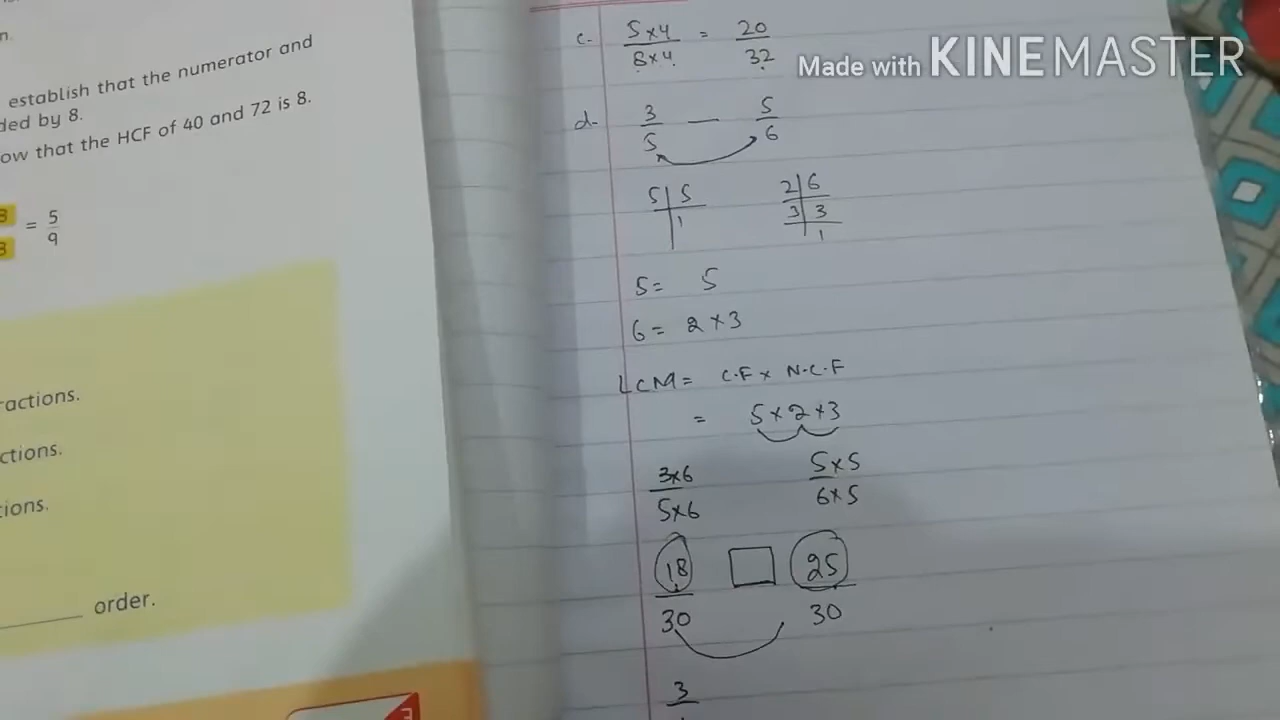 n.
establish that the numerator and
ded by 8.
ow that the HCF of 40 and 72 is 8.
8/8 = 5/9
ractions.
ctions.
tions.
______ order.
Made with KINEMASTER
c. 5×4/8×4 = 20/32
d. 3/5 — 5/6
5 | 5 2 | 6
1 3 | 3
1
5 = 5
6 = 2×3
LCM = C.F × N.C.F
= 5×2×3
3×6/5×6 5×5/6×5
18/30 □ 25/30
3